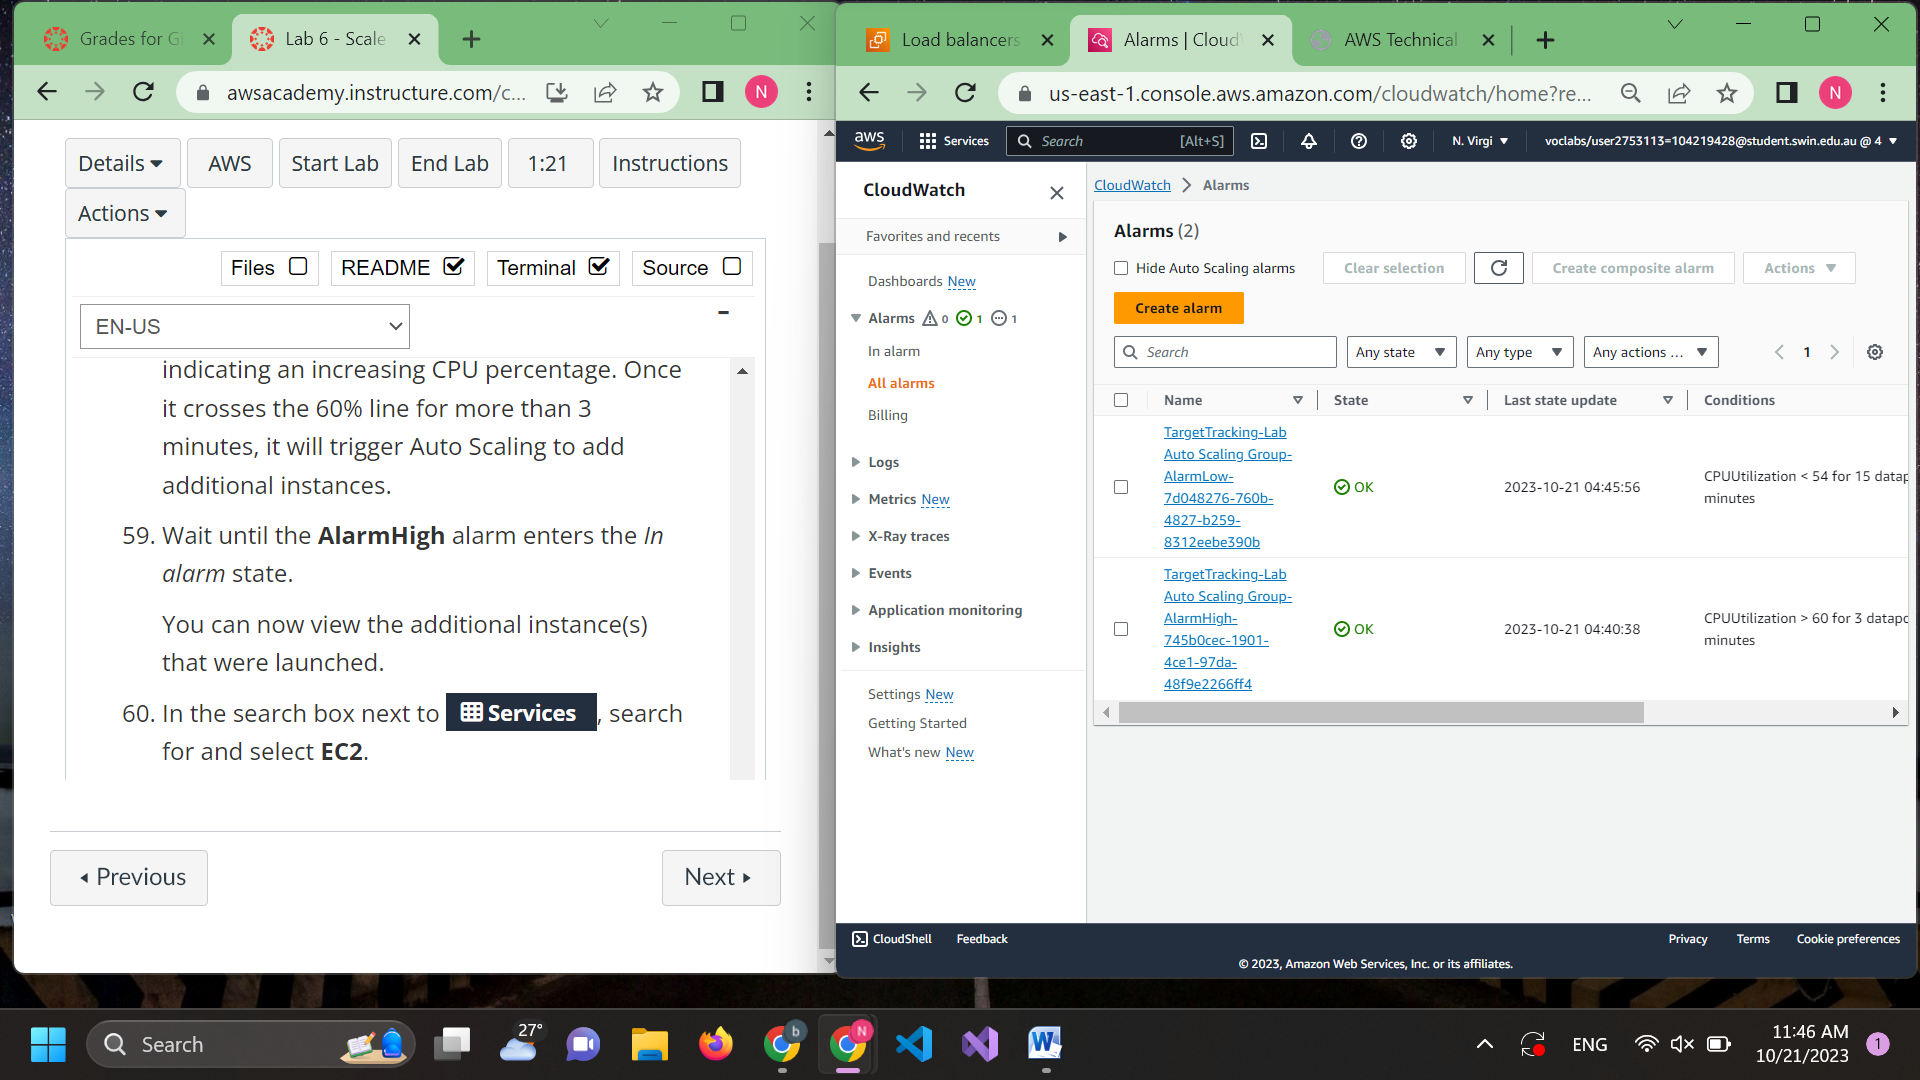 Grades for Gi
Lab 6 - Scale
awsacademy.instructure.com/c...
N
Details
AWS
Start Lab
End Lab
1:21
Instructions
Actions
Files
README
Terminal
Source
EN-US
indicating an increasing CPU percentage. Once
it crosses the 60% line for more than 3
minutes, it will trigger Auto Scaling to add
additional instances.
59. Wait until the AlarmHigh alarm enters the In
alarm state.
You can now view the additional instance(s)
that were launched.
60. In the search box next to Services , search
for and select EC2.
Previous
Next
Load balancers
Alarms | Cloud
AWS Technical
us-east-1.console.aws.amazon.com/cloudwatch/home?re...
N
aws
Services
Search
[Alt+S]
N. Virgi
voclabs/user2753113=104219428@student.swin.edu.au @ 4
CloudWatch
Favorites and recents
Dashboards New
Alarms 0 1 1
In alarm
All alarms
Billing
Logs
Metrics New
X-Ray traces
Events
Application monitoring
Insights
Settings New
Getting Started
What's new New
CloudWatch > Alarms
Alarms (2)
Hide Auto Scaling alarms
Clear selection
Create composite alarm
Actions
Create alarm
Search
Any state
Any type
Any actions ...
1
Name
State
Last state update
Conditions
TargetTracking-Lab
Auto Scaling Group-
AlarmLow-
7d048276-760b-
4827-b259-
8312eebe390b
OK
2023-10-21 04:45:56
CPUUtilization < 54 for 15 datap
minutes
TargetTracking-Lab
Auto Scaling Group-
AlarmHigh-
745b0cec-1901-
4ce1-97da-
48f9e2266ff4
OK
2023-10-21 04:40:38
CPUUtilization > 60 for 3 datapo
minutes
CloudShell
Feedback
Privacy
Terms
Cookie preferences
© 2023, Amazon Web Services, Inc. or its affiliates.
Search
27°
b
N
ENG
11:46 AM
10/21/2023
1